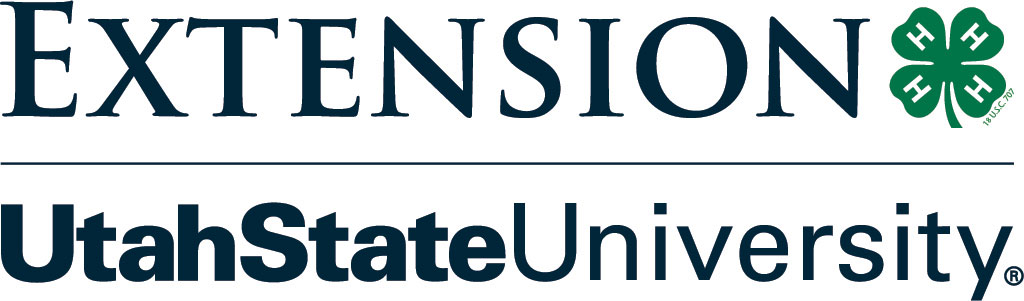 EXTENSION
H H
H H
18 U.S.C. 707
UtahStateUniversity®